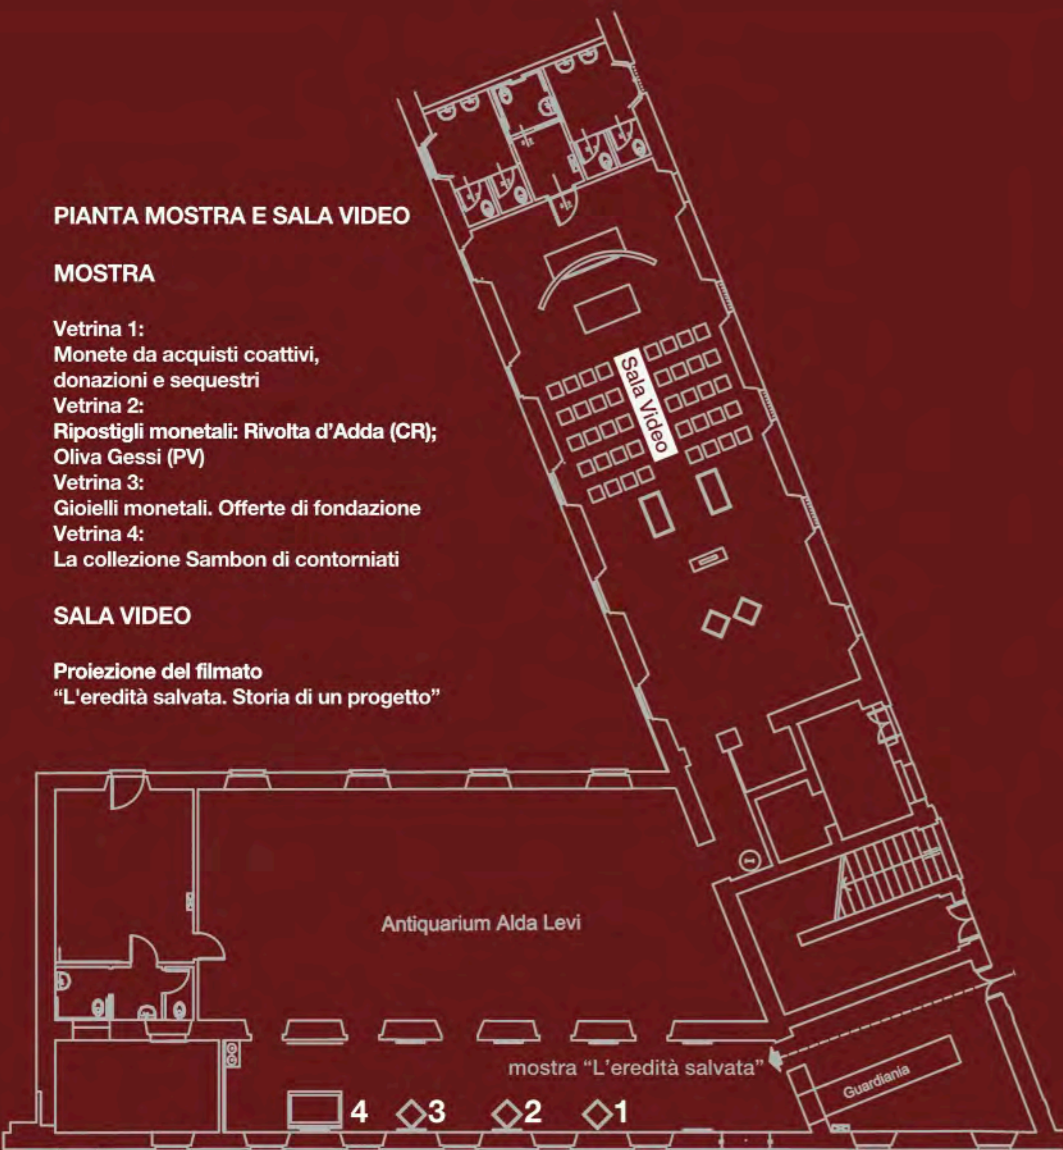 PIANTA MOSTRA E SALA VIDEO
MOSTRA
Vetrina 1:
Monete da acquisti coattivi,
donazioni e sequestri
Vetrina 2:
Ripostigli monetali: Rivolta d'Adda (CR);
Oliva Gessi (PV)
Vetrina 3:
Gioielli monetali. Offerte di fondazione
Vetrina 4:
La collezione Sambon di contorniati
SALA VIDEO
Proiezione del filmato
“L'eredità salvata. Storia di un progetto”
Sala Video
Antiquarium Alda Levi
mostra “L'eredità salvata”
Guardiania
4 3 2 1